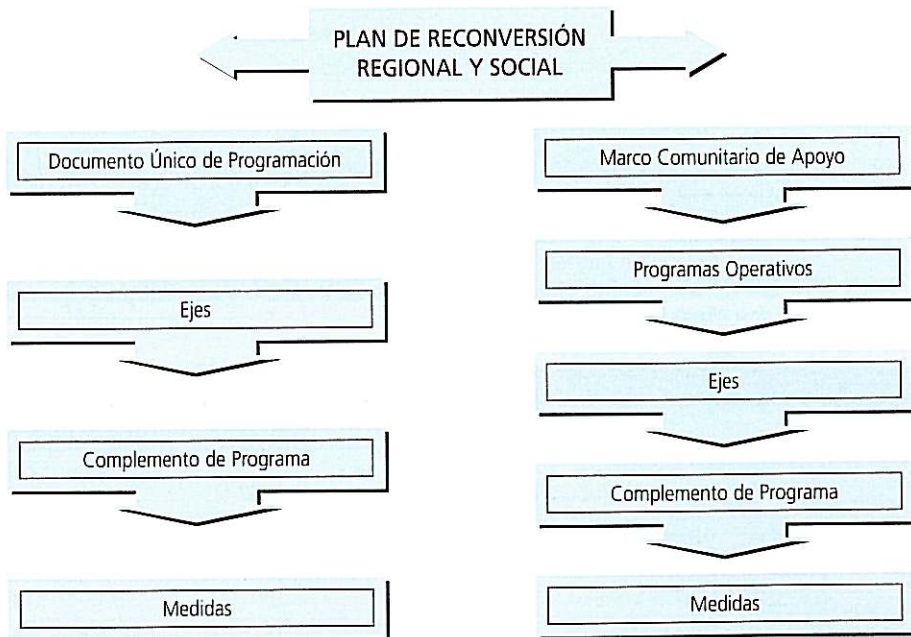 PLAN DE RECONVERSIÓN
REGIONAL Y SOCIAL
Documento Único de Programación
Ejes
Complemento de Programa
Medidas
Marco Comunitario de Apoyo
Programas Operativos
Ejes
Complemento de Programa
Medidas